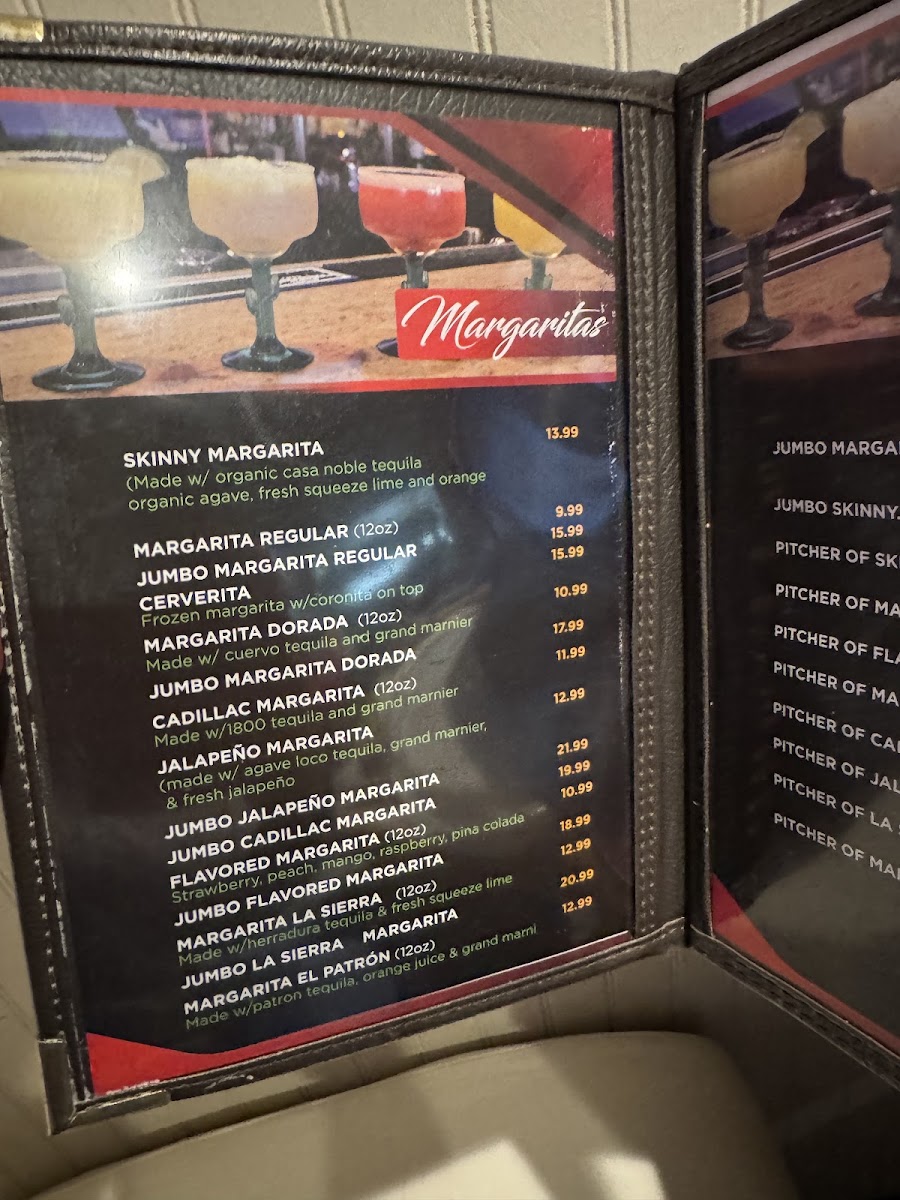 Margaritas
SKINNY MARGARITA 13.99
(Made w/ organic casa noble tequila
organic agave, fresh squeeze lime and orange
MARGARITA REGULAR (12oz) 9.99
JUMBO MARGARITA REGULAR 15.99
CERVERITA 15.99
Frozen margarita w/coronita on top
MARGARITA DORADA (12oz) 10.99
Made w/ cuervo tequila and grand marnier
JUMBO MARGARITA DORADA 17.99
CADILLAC MARGARITA (12oz) 11.99
Made w/1800 tequila and grand marnier
JALAPEÑO MARGARITA 12.99
(made w/ agave loco tequila, grand marnier,
& fresh jalapeño
JUMBO JALAPEÑO MARGARITA 21.99
JUMBO CADILLAC MARGARITA 19.99
FLAVORED MARGARITA (12oz) 10.99
Strawberry, peach, mango, raspberry, pina colada
JUMBO FLAVORED MARGARITA 18.99
MARGARITA LA SIERRA (12oz) 12.99
Made w/herradura tequila & fresh squeeze lime
JUMBO LA SIERRA MARGARITA 20.99
MARGARITA EL PATRÓN (12oz) 12.99
Made w/patron tequila, orange juice & grand marni
JUMBO MARGA
JUMBO SKINNY
PITCHER OF SK
PITCHER OF MA
PITCHER OF FLA
PITCHER OF MA
PITCHER OF CA
PITCHER OF JAL
PITCHER OF LA
PITCHER OF MA